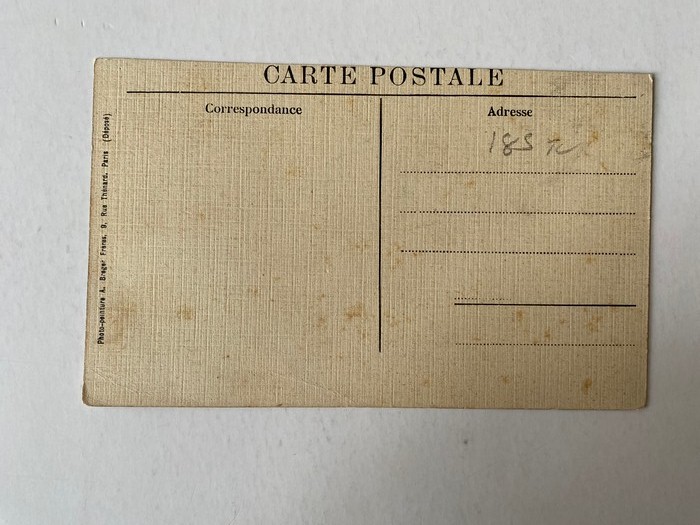 CARTE POSTALE
Correspondance
Adresse
185
Photo-peinture A. Breger Frères, 9, Rue Thénard, Paris (Déposé)